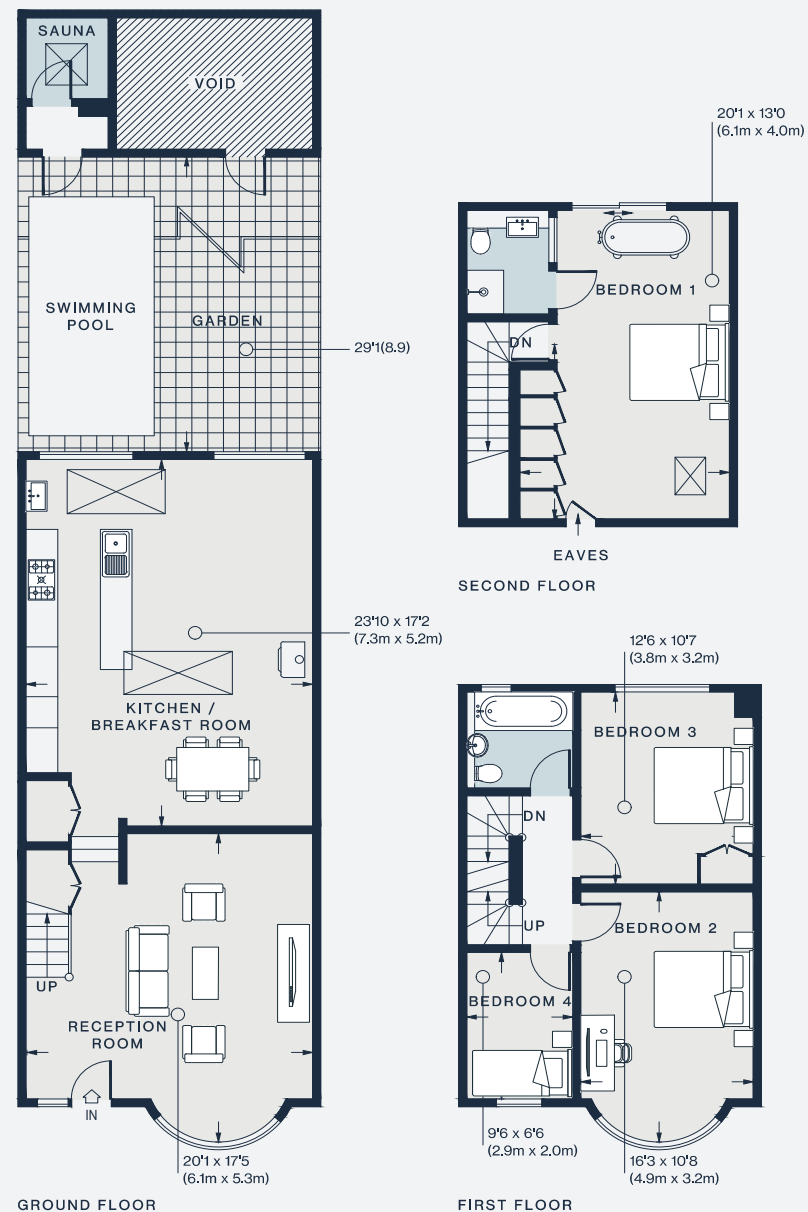 SAUNA
VOID
SWIMMING
POOL
GARDEN
29'1(8.9)
23'10 x 17'2
(7.3m x 5.2m)
KITCHEN /
BREAKFAST ROOM
UP
RECEPTION
ROOM
IN
20'1 x 17'5
(6.1m x 5.3m)
GROUND FLOOR
20'1 x 13'0
(6.1m x 4.0m)
BEDROOM 1
DN
EAVES
SECOND FLOOR
12'6 x 10'7
(3.8m x 3.2m)
BEDROOM 3
DN
UP
BEDROOM 2
BEDROOM 4
9'6 x 6'6
(2.9m x 2.0m)
16'3 x 10'8
(4.9m x 3.2m)
FIRST FLOOR